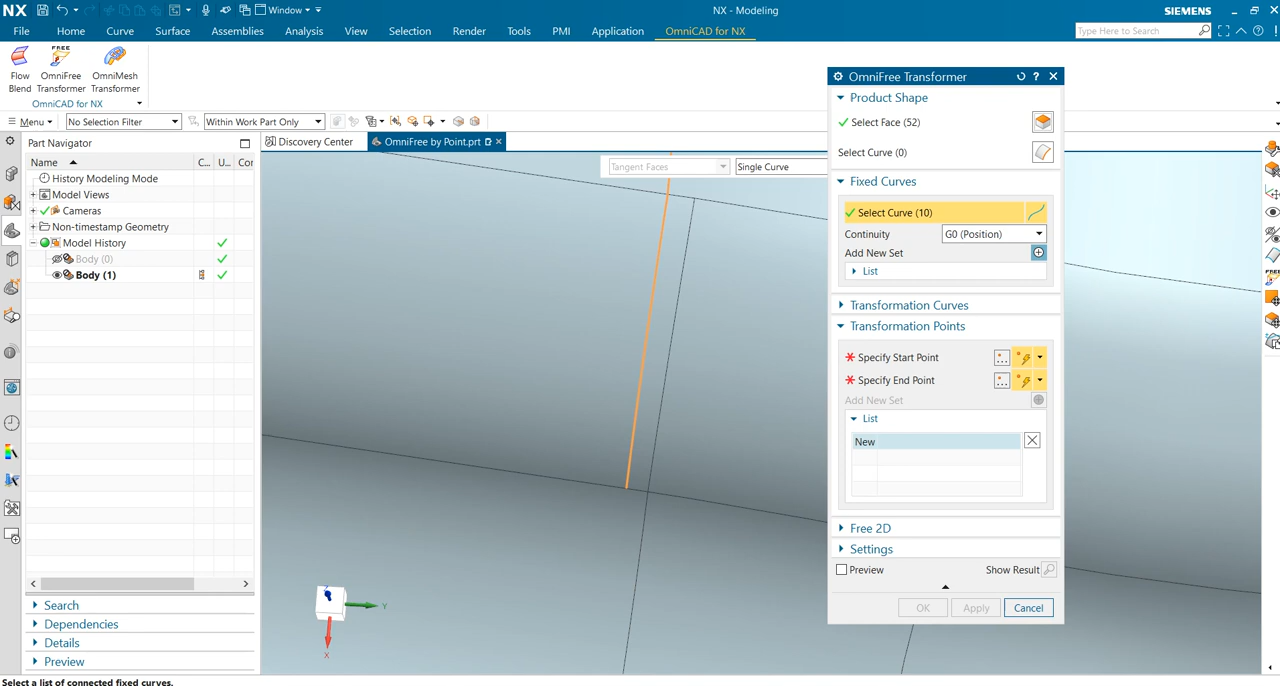 NX
Window
NX - Modeling
SIEMENS
File Home Curve Surface Assemblies Analysis View Selection Render Tools PMI Application OmniCAD for NX
Type Here to Search
FREE
Flow Blend
OmniFree Transformer
OmniMesh Transformer
OmniCAD for NX
Menu
No Selection Filter
Within Work Part Only
Part Navigator
Discovery Center
OmniFree by Point.prt
Name C... U... Cor
History Modeling Mode
Model Views
Cameras
Non-timestamp Geometry
Model History
Body (0)
Body (1)
Search
Dependencies
Details
Preview
Tangent Faces
Single Curve
Z
Y
X
OmniFree Transformer
Product Shape
Select Face (52)
Select Curve (0)
Fixed Curves
Select Curve (10)
Continuity G0 (Position)
Add New Set
List
Transformation Curves
Transformation Points
Specify Start Point
Specify End Point
Add New Set
List
New
Free 2D
Settings
Preview Show Result
OK Apply Cancel
FREE
Select a list of connected fixed curves.